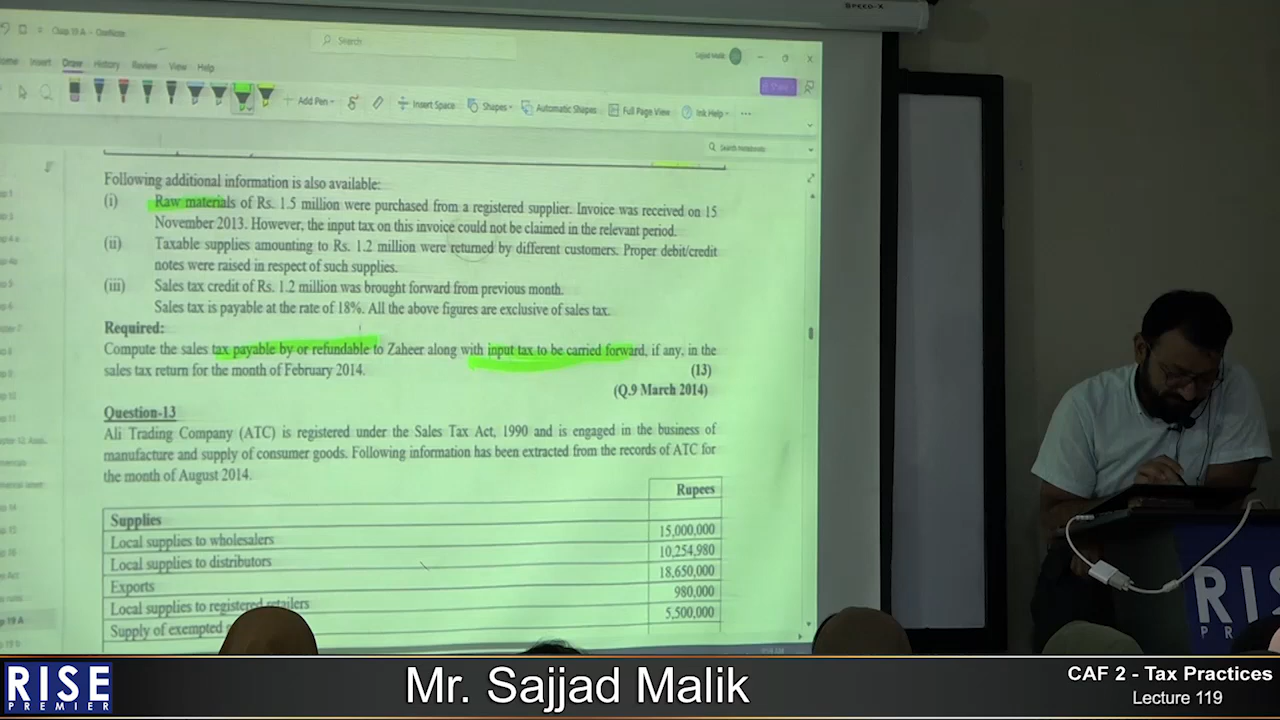 SPEED-X
Chap 19 A - OneNote
Search
Sajjad Malik
Insert Draw History Review View Help
Share
Add Pen
Insert Space
Shapes
Automatic Shapes
Full Page View
Ink Help
Search notebooks
Following additional information is also available:
(i) Raw materials of Rs. 1.5 million were purchased from a registered supplier. Invoice was received on 15
November 2013. However, the input tax on this invoice could not be claimed in the relevant period.
(ii) Taxable supplies amounting to Rs. 1.2 million were returned by different customers. Proper debit/credit
notes were raised in respect of such supplies.
(iii) Sales tax credit of Rs. 1.2 million was brought forward from previous month.
Sales tax is payable at the rate of 18%. All the above figures are exclusive of sales tax.
Required:
Compute the sales tax payable by or refundable to Zaheer along with input tax to be carried forward, if any, in the
sales tax return for the month of February 2014. (13)
(Q.9 March 2014)
Question-13
Ali Trading Company (ATC) is registered under the Sales Tax Act, 1990 and is engaged in the business of
manufacture and supply of consumer goods. Following information has been extracted from the records of ATC for
the month of August 2014.
Rupees
Supplies
Local supplies to wholesalers 15,000,000
Local supplies to distributors 10,254,980
Exports 18,650,000
Local supplies to registered retailers 980,000
Supply of exempted 5,500,000
RIS
PR
RISE
PREMIER
Mr. Sajjad Malik
CAF 2 - Tax Practices
Lecture 119